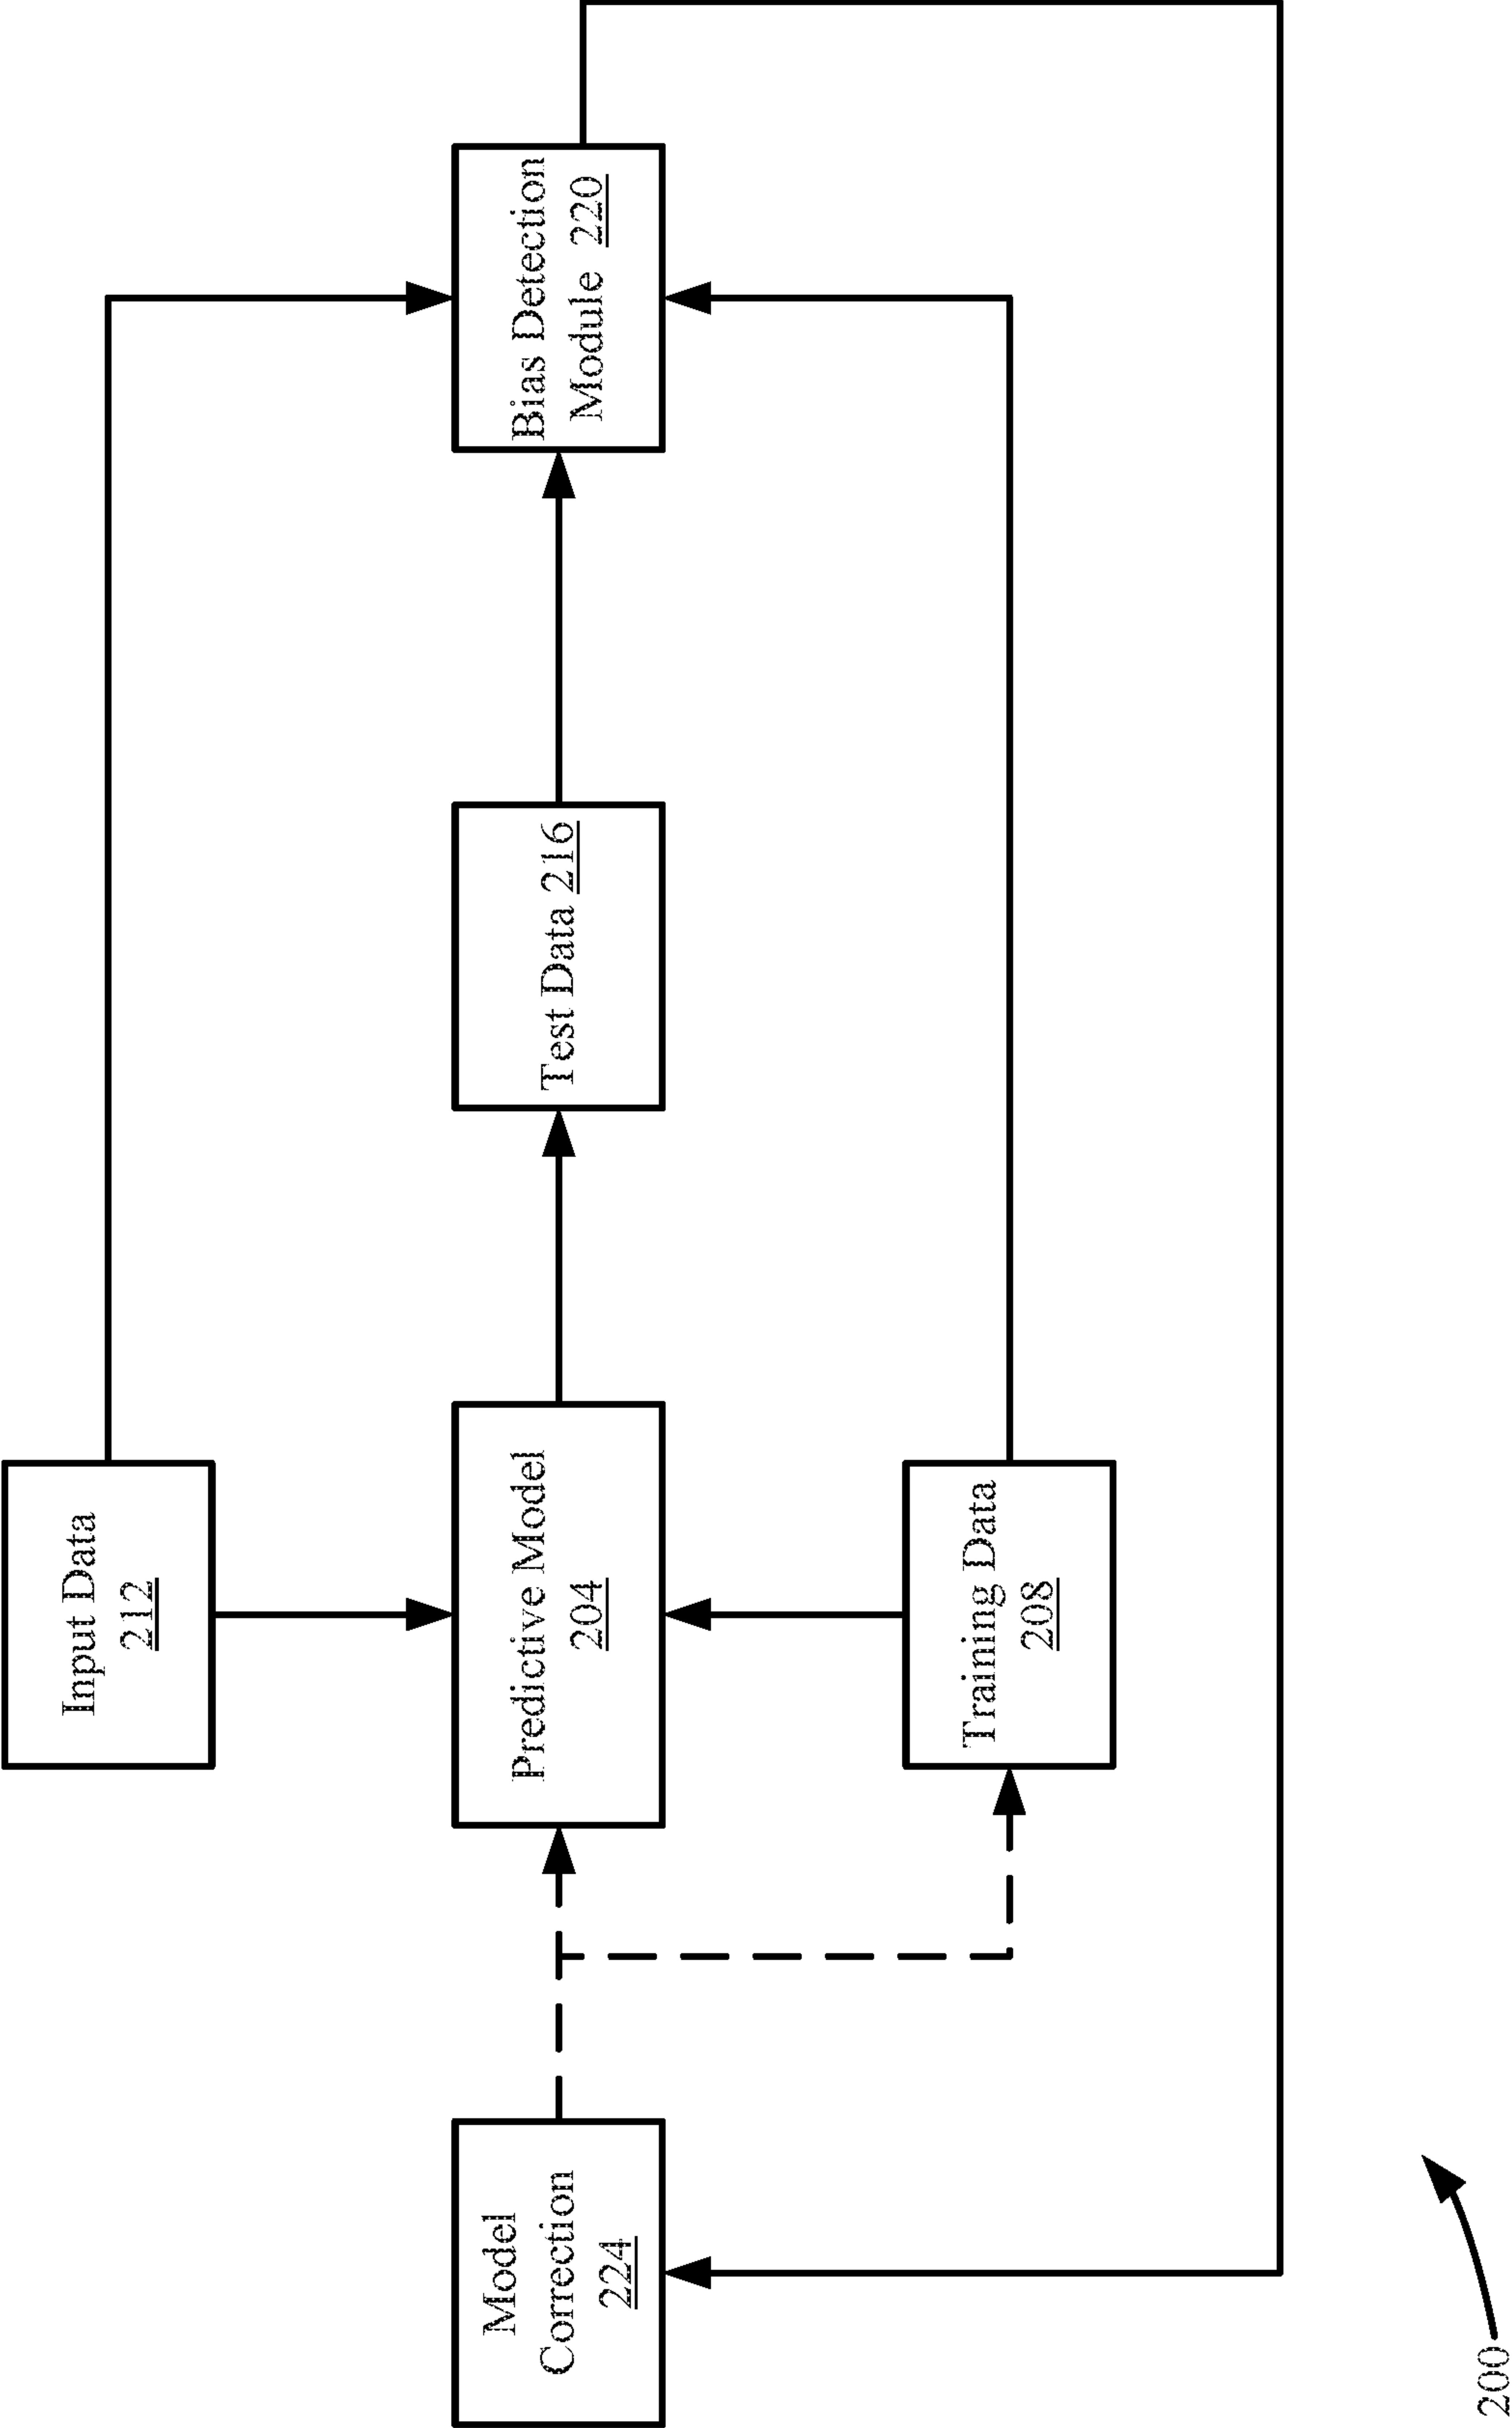 Input Data
212
Model
Correction
224
Predictive Model
204
Test Data 216
Bias Detection
Module 220
Training Data
208
200